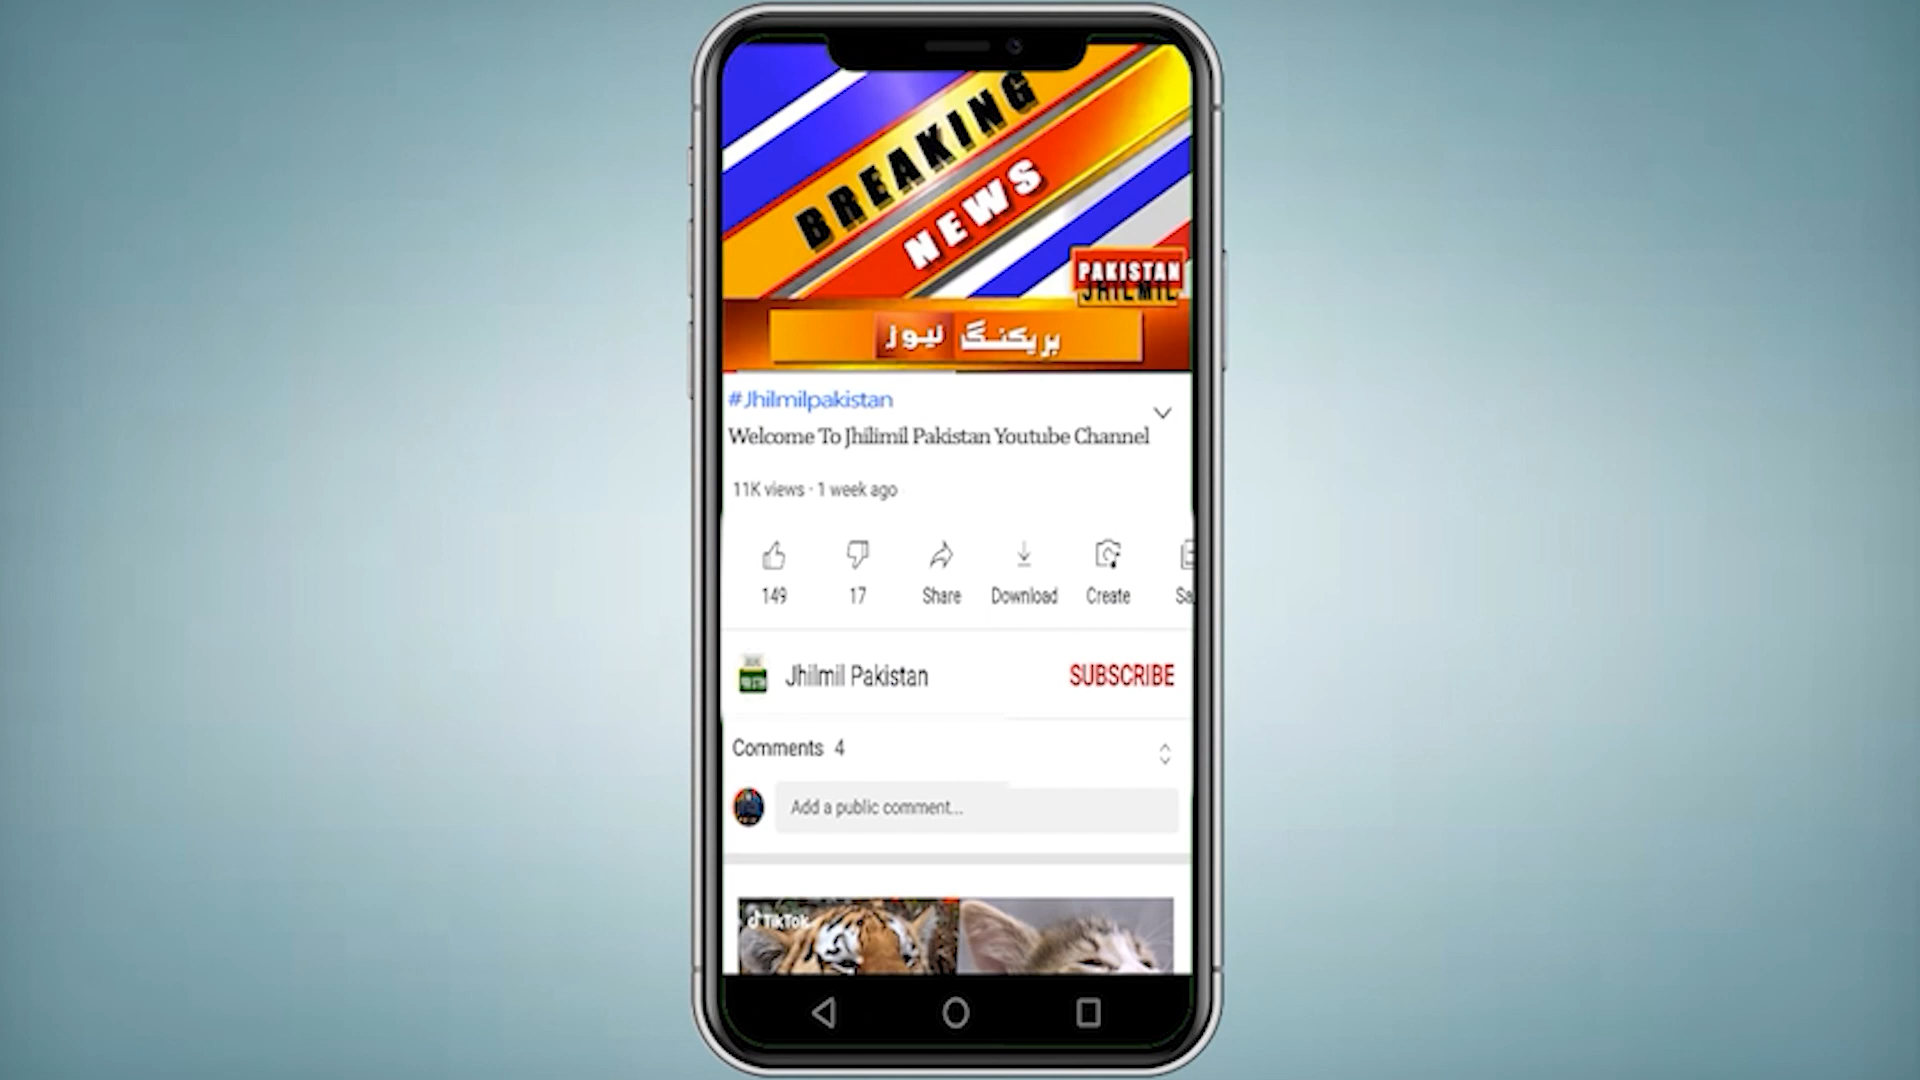 BREAKING
NEWS
PAKISTAN
JHILMIL
بریکنگ نیوز
#Jhilmilpakistan
Welcome To Jhilimil Pakistan Youtube Channel
11K views · 1 week ago
149
17
Share
Download
Create
Sa
Jhilmil Pakistan
SUBSCRIBE
Comments 4
Add a public comment...
TikTok